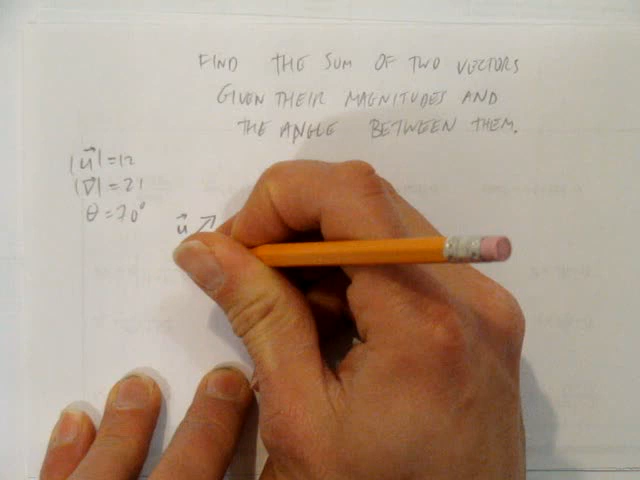 FIND THE SUM OF TWO VECTORS
GIVEN THEIR MAGNITUDES AND
THE ANGLE BETWEEN THEM.
|u⃗| = 12
|v⃗| = 21
θ = 70°
u⃗